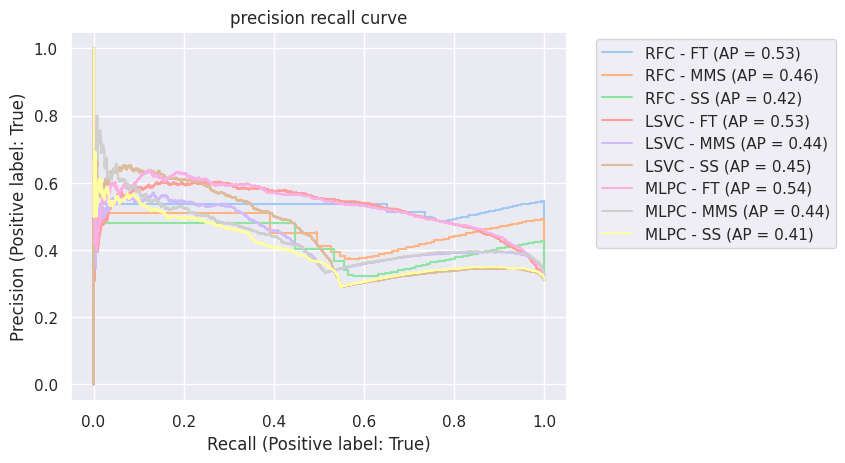 precision recall curve
Precision (Positive label: True)
1.0
0.8
0.6
0.4
0.2
0.0
0.0 0.2 0.4 0.6 0.8 1.0
Recall (Positive label: True)
RFC - FT (AP = 0.53)
RFC - MMS (AP = 0.46)
RFC - SS (AP = 0.42)
LSVC - FT (AP = 0.53)
LSVC - MMS (AP = 0.44)
LSVC - SS (AP = 0.45)
MLPC - FT (AP = 0.54)
MLPC - MMS (AP = 0.44)
MLPC - SS (AP = 0.41)